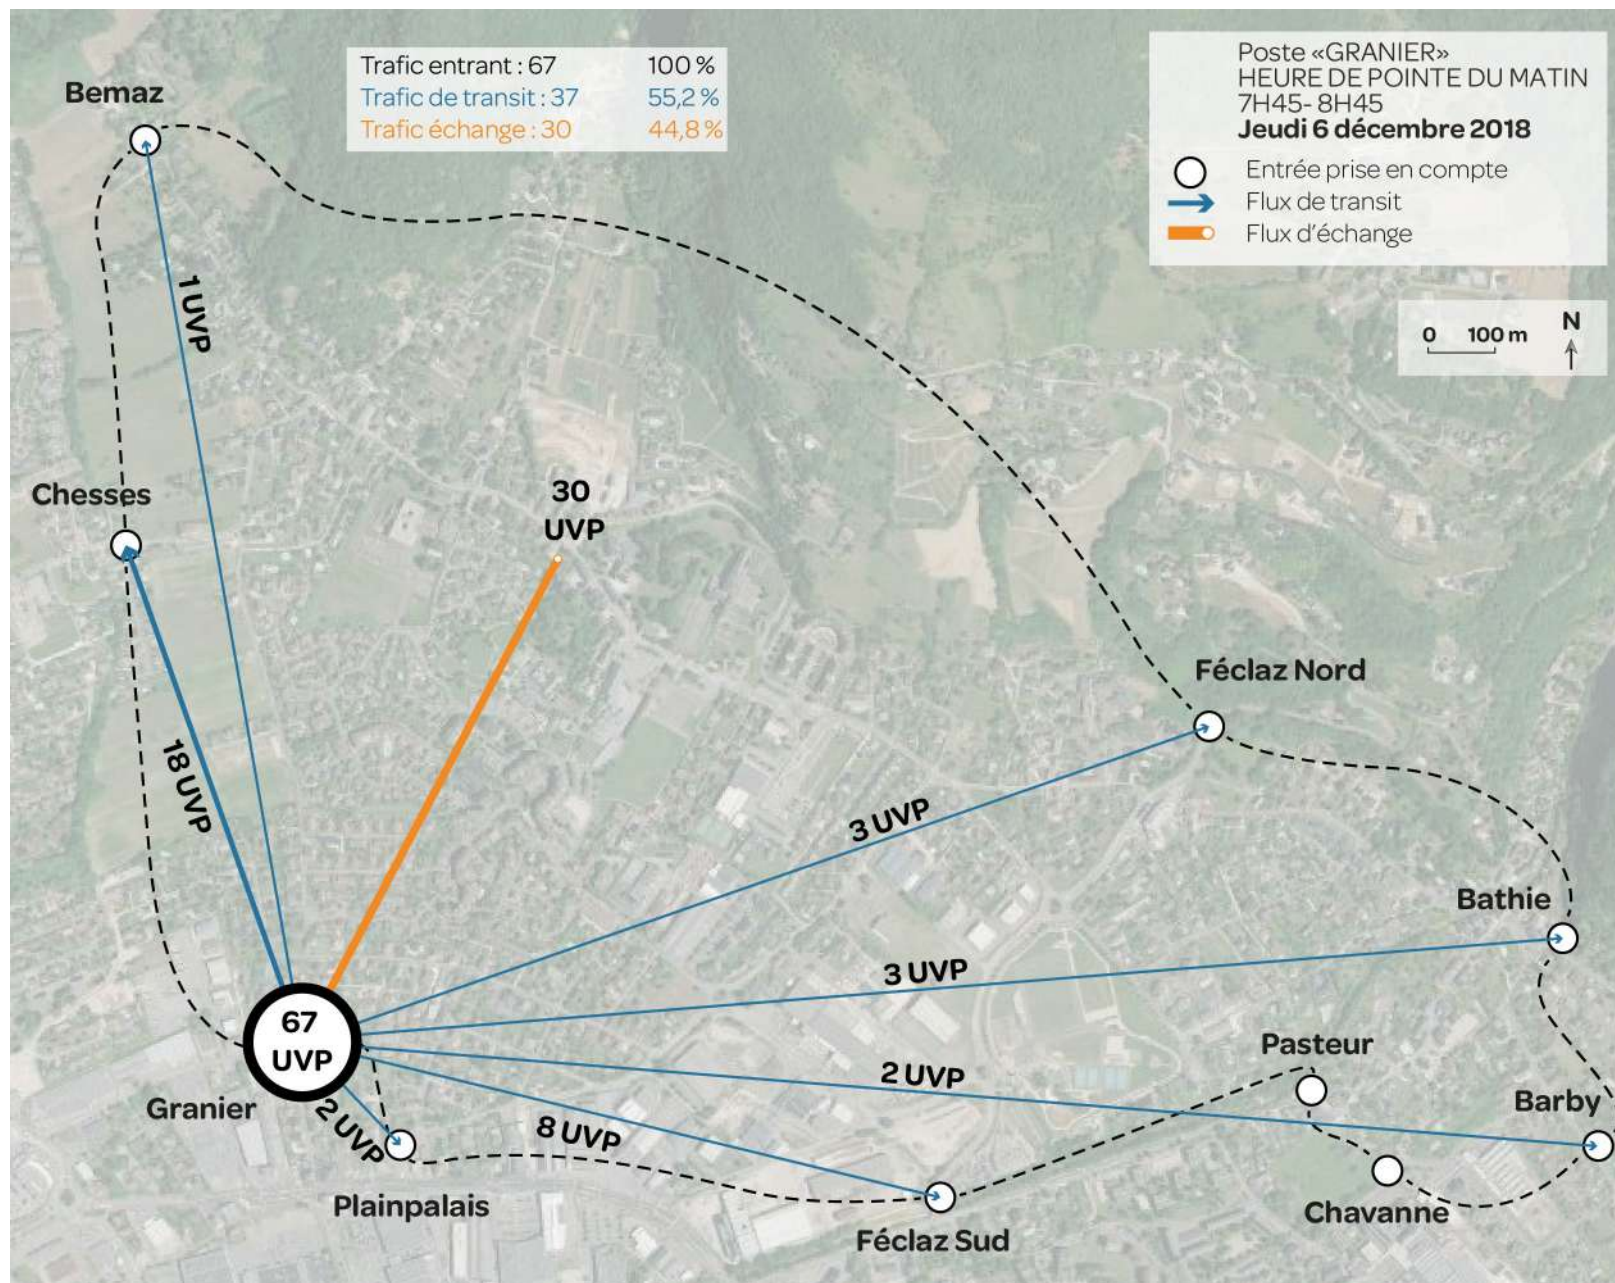 Trafic entrant : 67 100 %
Trafic de transit : 37 55,2 %
Trafic échange : 30 44,8 %
Poste «GRANIER»
HEURE DE POINTE DU MATIN
7H45- 8H45
Jeudi 6 décembre 2018
Entrée prise en compte
Flux de transit
Flux d'échange
0 100 m
N
Bemaz
1 UVP
Chesses
30
UVP
18 UVP
Féclaz Nord
3 UVP
Bathie
3 UVP
67
UVP
Granier
Pasteur
2 UVP
Barby
2 UVP
8 UVP
Plainpalais
Chavanne
Féclaz Sud